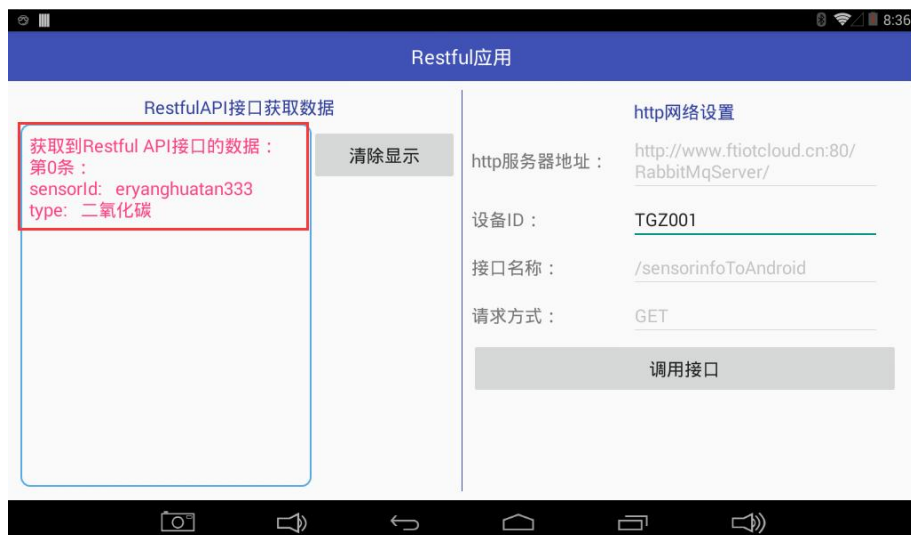 8:36
Restful应用
RestfulAPI接口获取数据
获取到Restful API接口的数据：
第0条：
sensorId: eryanghuatan333
type: 二氧化碳
清除显示
http网络设置
http服务器地址：
http://www.ftiotcloud.cn:80/
RabbitMqServer/
设备ID：
TGZ001
接口名称：
/sensorinfoToAndroid
请求方式：
GET
调用接口